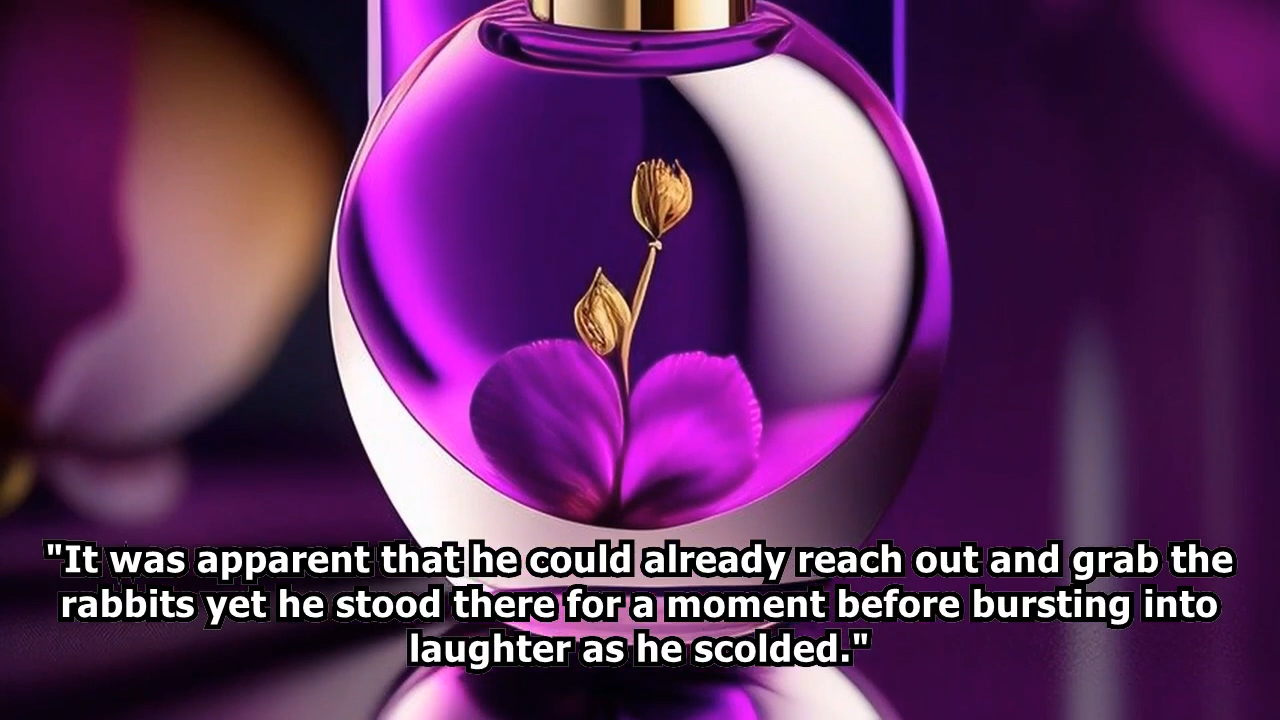 "It was apparent that he could already reach out and grab the
rabbits yet he stood there for a moment before bursting into
laughter as he scolded."